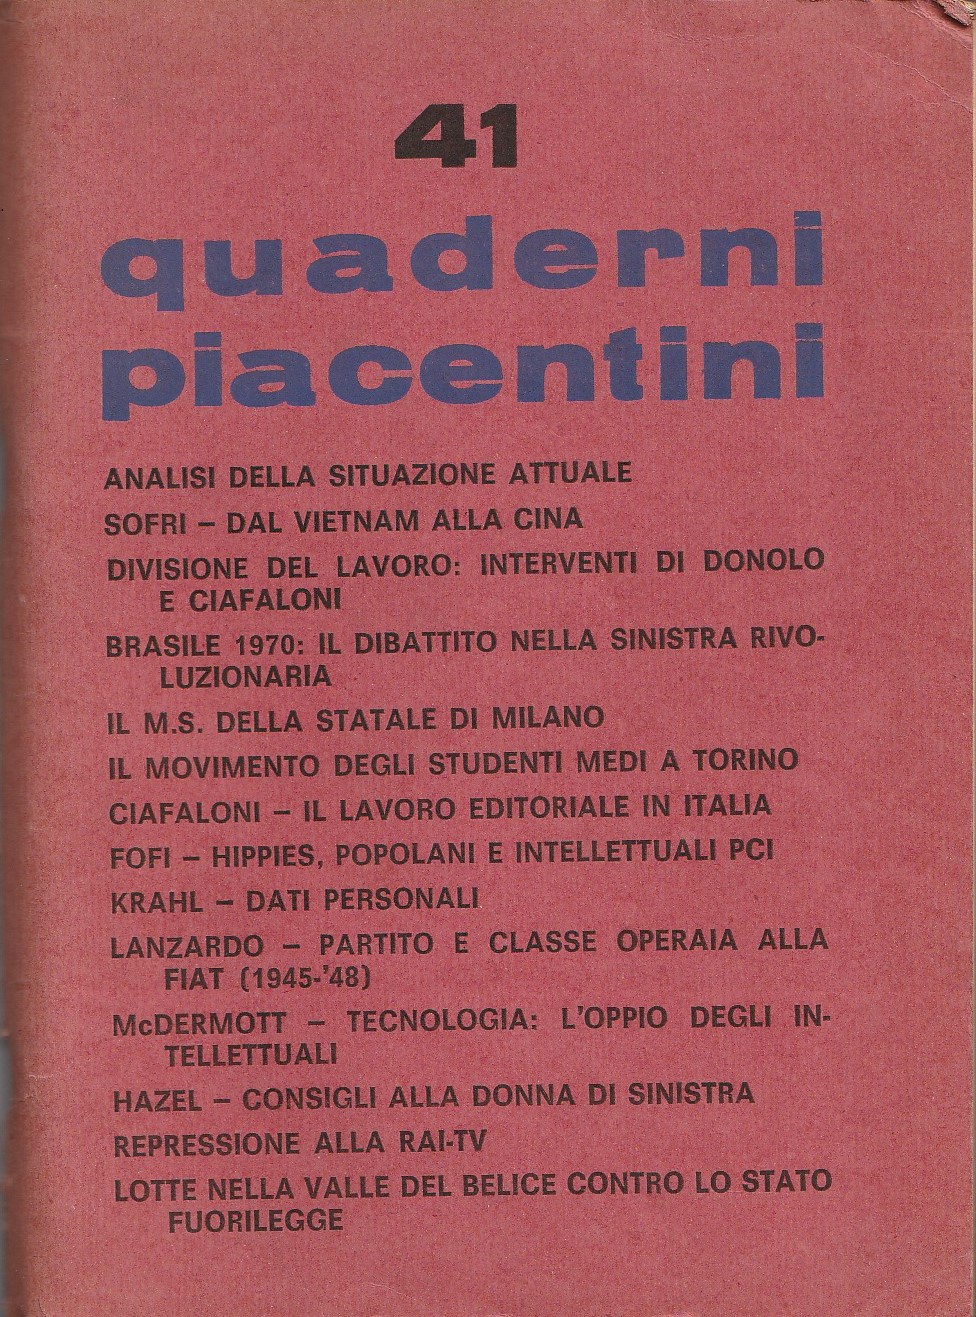 41
quaderni
piacentini
ANALISI DELLA SITUAZIONE ATTUALE
SOFRI – DAL VIETNAM ALLA CINA
DIVISIONE DEL LAVORO: INTERVENTI DI DONOLO
E CIAFALONI
BRASILE 1970: IL DIBATTITO NELLA SINISTRA RIVO-
LUZIONARIA
IL M.S. DELLA STATALE DI MILANO
IL MOVIMENTO DEGLI STUDENTI MEDI A TORINO
CIAFALONI – IL LAVORO EDITORIALE IN ITALIA
FOFI – HIPPIES, POPOLANI E INTELLETTUALI PCI
KRAHL – DATI PERSONALI
LANZARDO – PARTITO E CLASSE OPERAIA ALLA
FIAT (1945-'48)
McDERMOTT – TECNOLOGIA: L'OPPIO DEGLI IN-
TELLETTUALI
HAZEL – CONSIGLI ALLA DONNA DI SINISTRA
REPRESSIONE ALLA RAI-TV
LOTTE NELLA VALLE DEL BELICE CONTRO LO STATO
FUORILEGGE